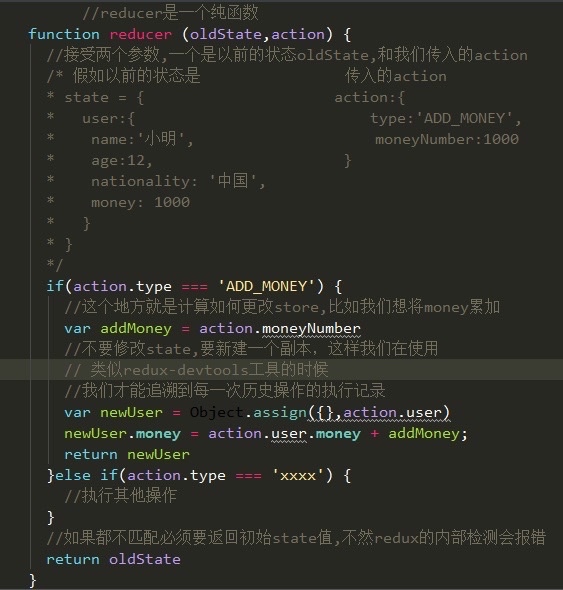 //reducer是一个纯函数
function reducer (oldState,action) {
//接受两个参数,一个是以前的状态oldState,和我们传入的action
/* 假如以前的状态是 传入的action
* state = { action:{
* user:{ type:'ADD_MONEY',
* name:'小明', moneyNumber:1000
* age:12, }
* nationality: '中国',
* money: 1000
* }
* }
*/
if(action.type === 'ADD_MONEY') {
//这个地方就是计算如何更改store,比如我们想将money累加
var addMoney = action.moneyNumber
//不要修改state,要新建一个副本，这样我们在使用
// 类似redux-devtools工具的时候
//我们才能追溯到每一次历史操作的执行记录
var newUser = Object.assign({},action.user)
newUser.money = action.user.money + addMoney;
return newUser
}else if(action.type === 'xxxx') {
//执行其他操作
}
//如果都不匹配必须要返回初始state值,不然redux的内部检测会报错
return oldState
}